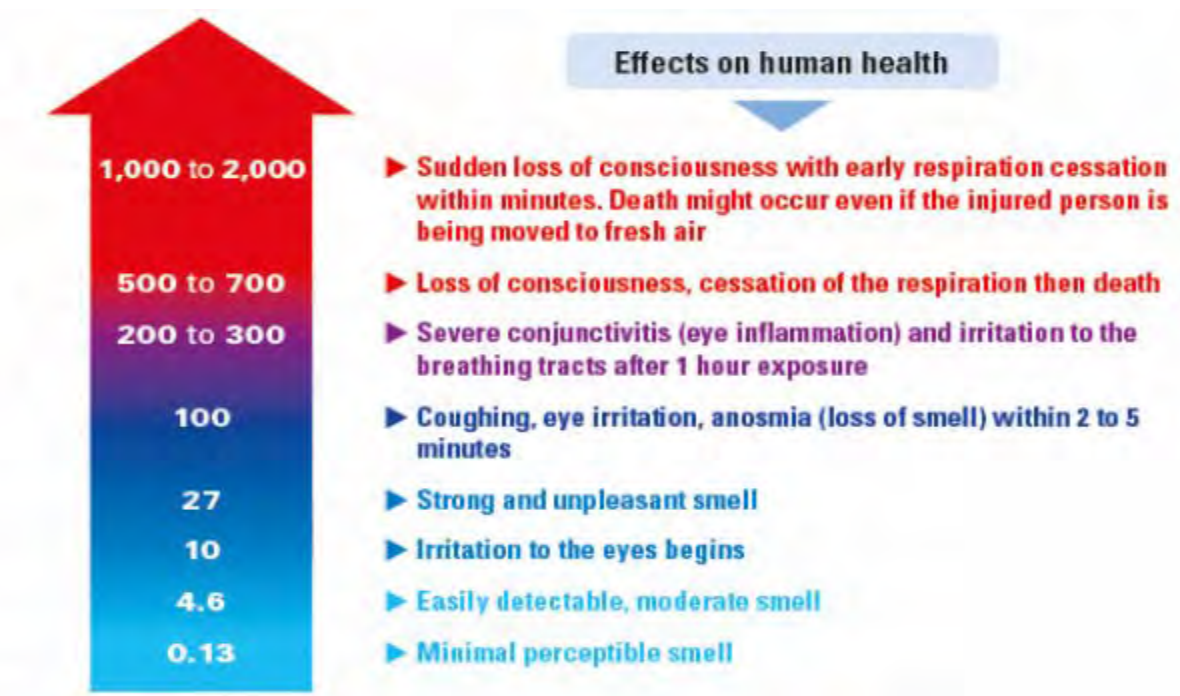 Effects on human health
1,000 to 2,000
▶ Sudden loss of consciousness with early respiration cessation
within minutes. Death might occur even if the injured person is
being moved to fresh air
500 to 700
▶ Loss of consciousness, cessation of the respiration then death
200 to 300
▶ Severe conjunctivitis (eye inflammation) and irritation to the
breathing tracts after 1 hour exposure
100
▶ Coughing, eye irritation, anosmia (loss of smell) within 2 to 5
minutes
27
▶ Strong and unpleasant smell
10
▶ Irritation to the eyes begins
4.6
▶ Easily detectable, moderate smell
0.13
▶ Minimal perceptible smell